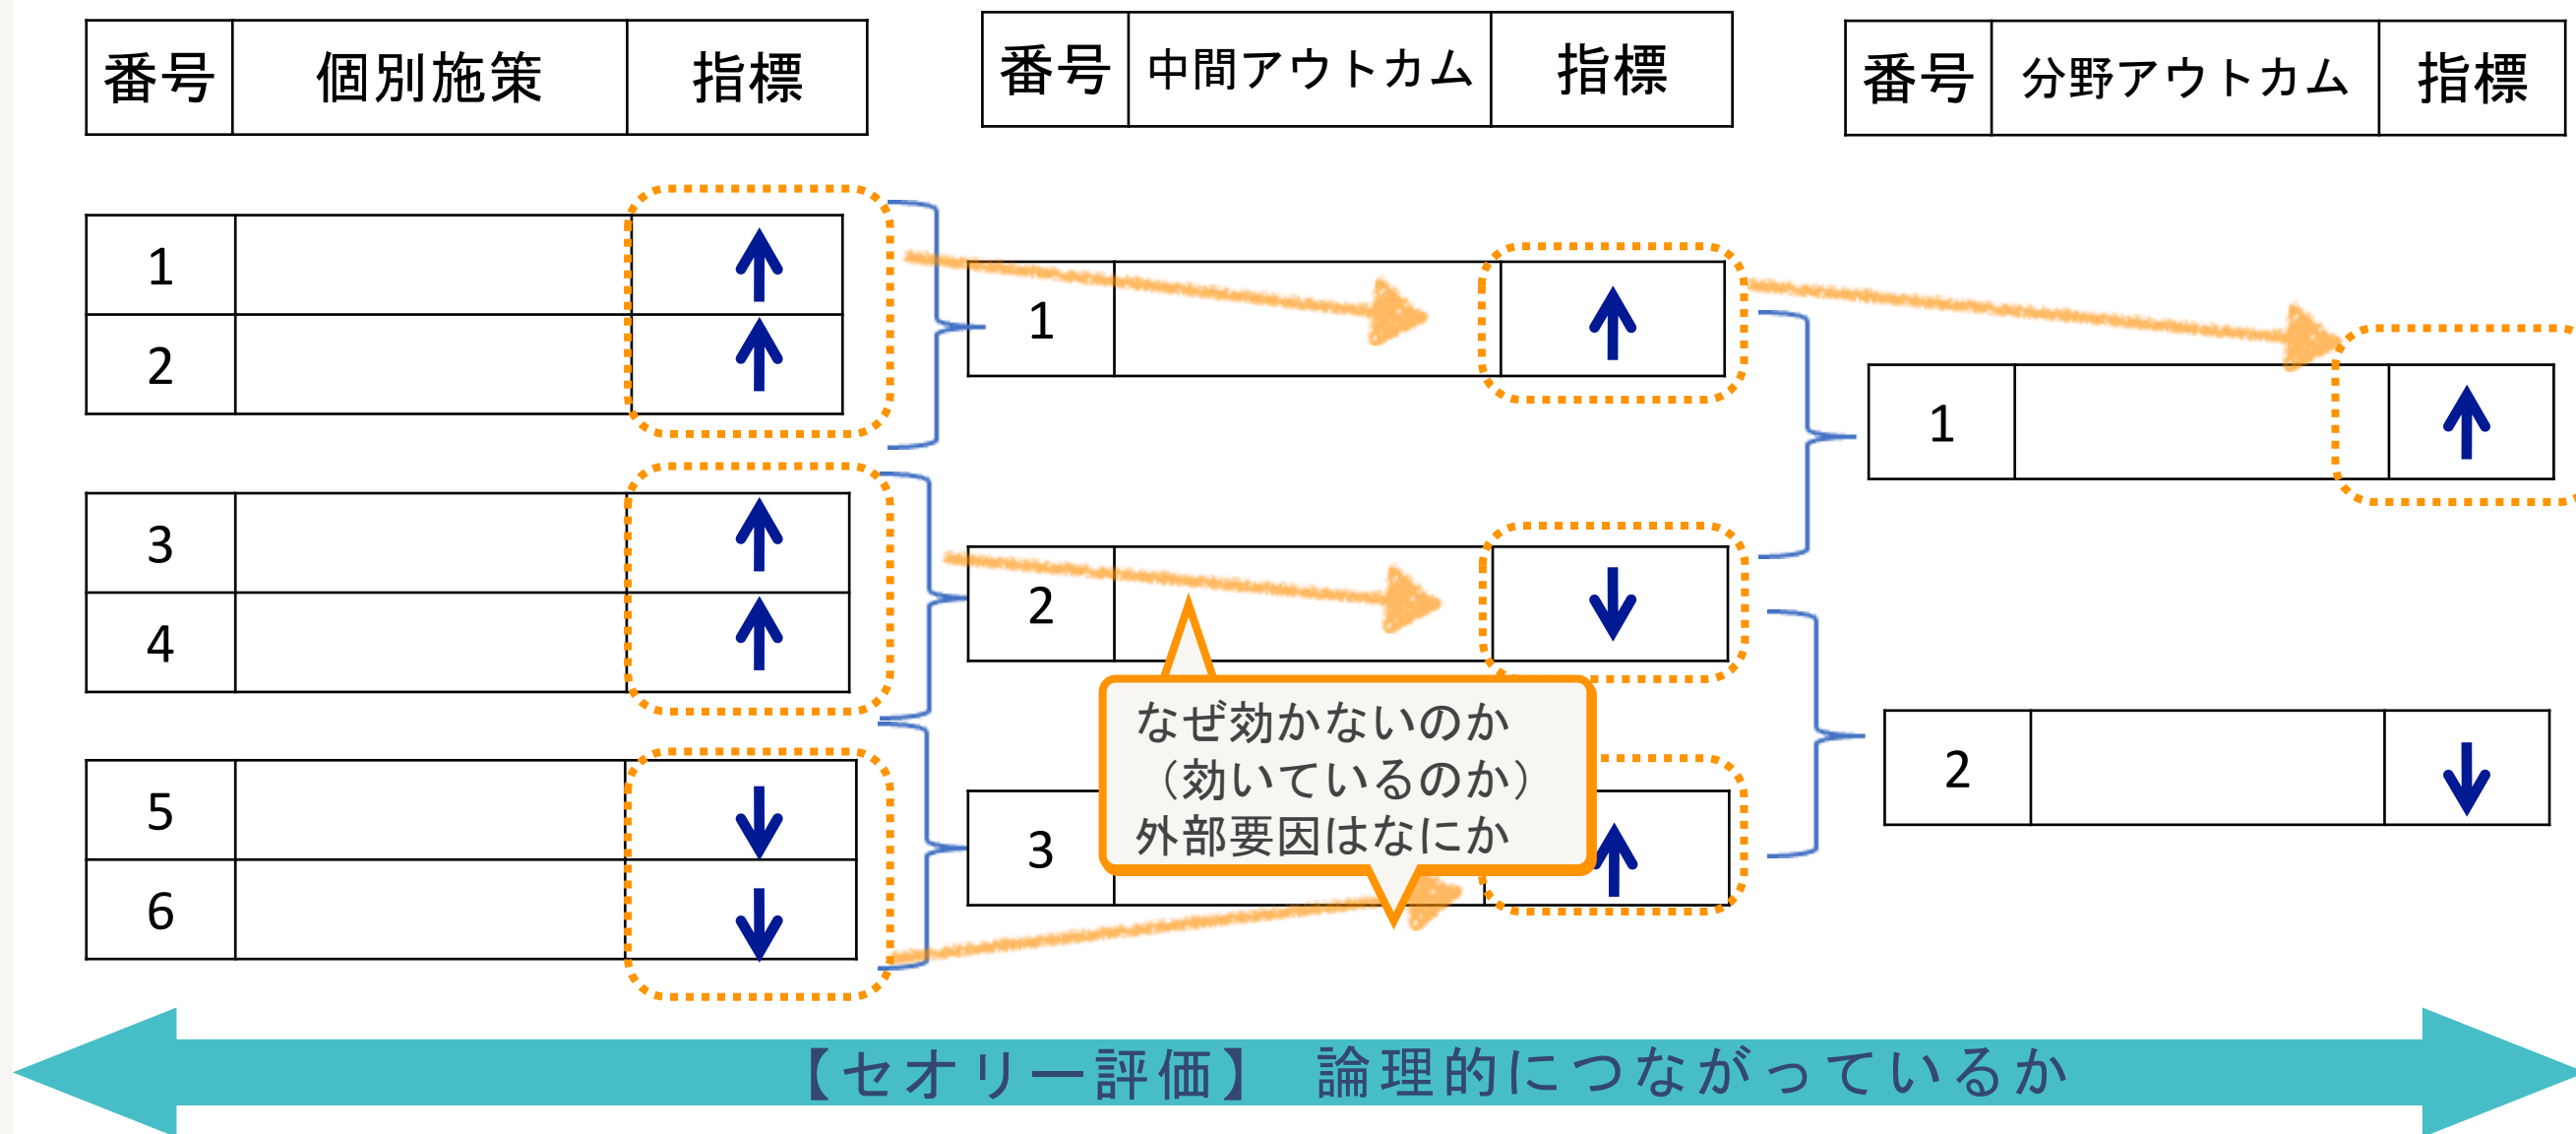 番号 個別施策 指標
番号 中間アウトカム 指標
番号 分野アウトカム 指標
1
2
3
4
5
6
1
2
3
1
2
なぜ効かないのか
（効いているのか）
外部要因はなにか
【セオリー評価】　論理的につながっているか